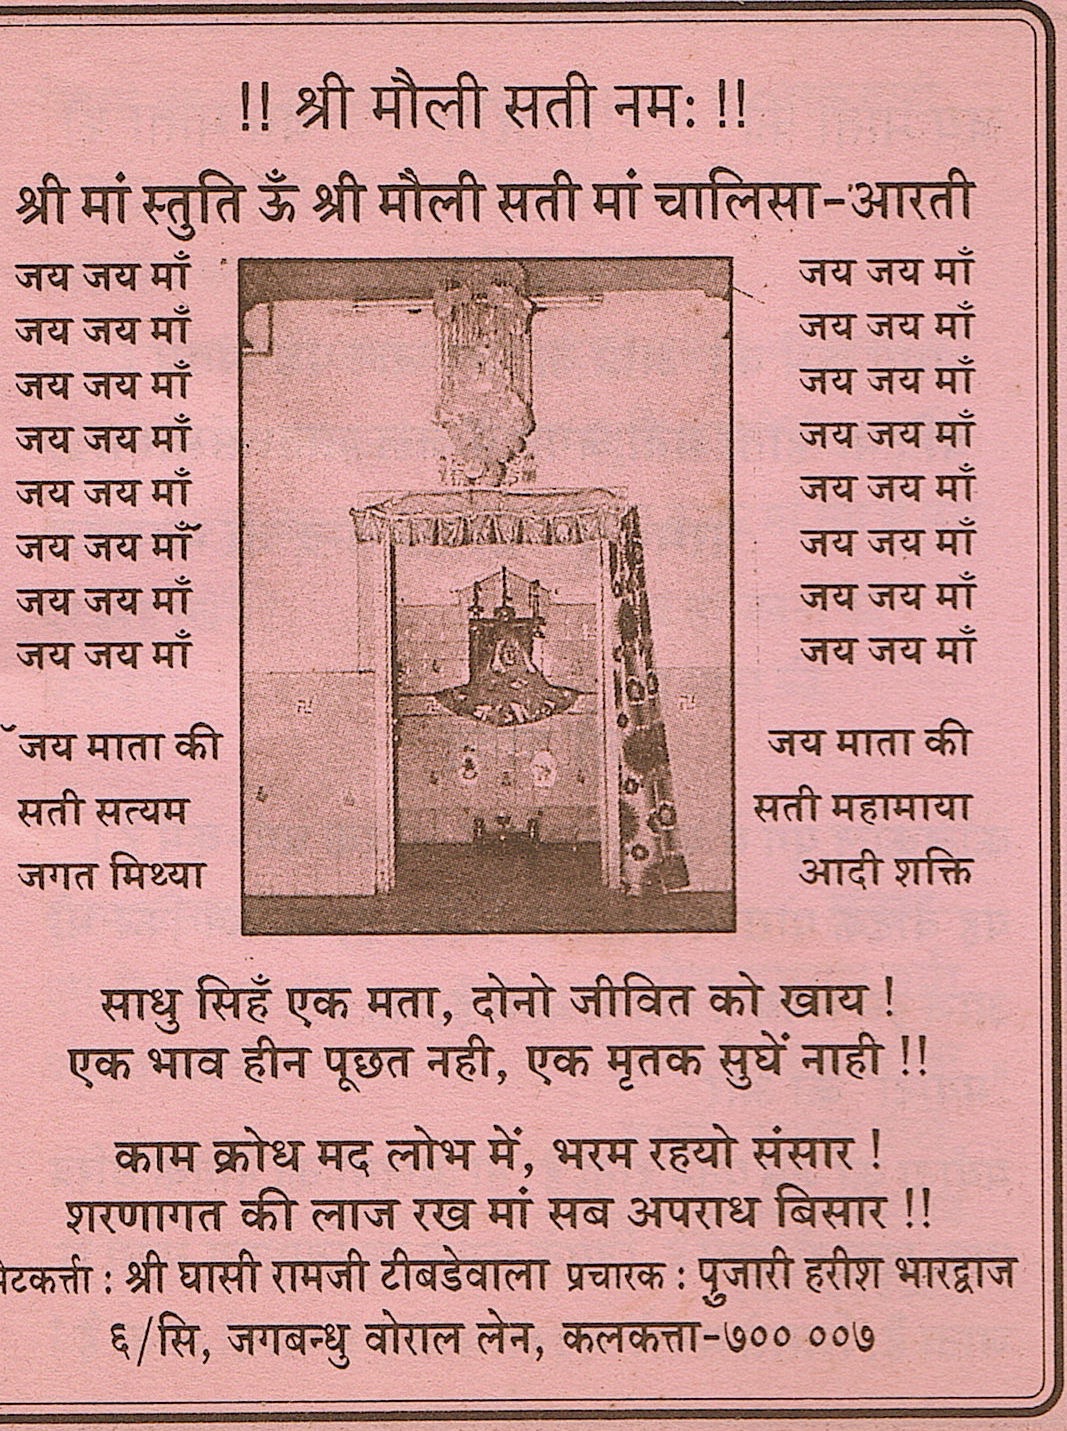 !! श्री मौली सती नमः !!
श्री मां स्तुति ॐ श्री मौली सती मां चालिसा-आरती
जय जय माँ
जय जय माँ
जय जय माँ
जय जय माँ
जय जय माँ
जय जय माँ
जय जय माँ
जय जय माँ
जय माता की
सती सत्यम
जगत मिथ्या
जय जय माँ
जय जय माँ
जय जय माँ
जय जय माँ
जय जय माँ
जय जय माँ
जय जय माँ
जय जय माँ
जय माता की
सती महामाया
आदी शक्ति
साधु सिहँ एक मता, दोनो जीवित को खाय !
एक भाव हीन पूछत नही, एक मृतक सुघें नाही !!
काम क्रोध मद लोभ में, भरम रहयो संसार !
शरणागत की लाज रख मां सब अपराध बिसार !!
श्री घासी रामजी टीबडेवाला प्रचारक : पुजारी हरीश भारद्वाज
६/सि, जगबन्धु वोराल लेन, कलकत्ता-७०० ००७